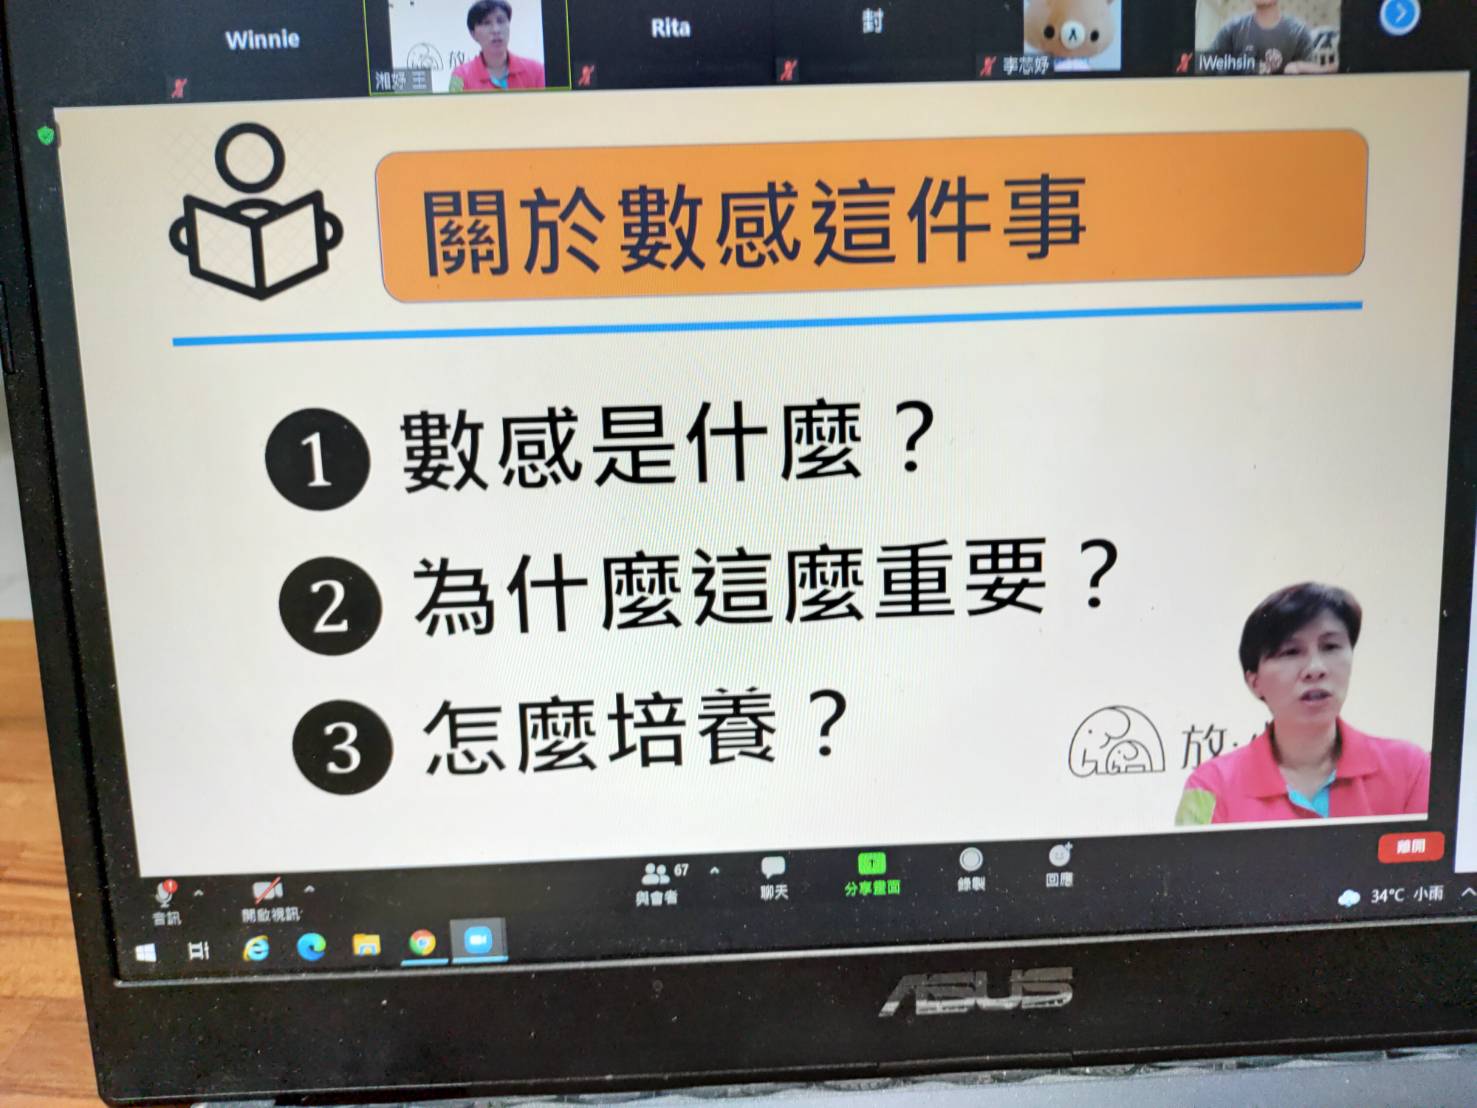 Winnie
湘妤 王
Rita
封
李蕊妤
iWeihsin
關於數感這件事
1 數感是什麼？
2 為什麼這麼重要？
3 怎麼培養？
放
離開
音訊
開啟視訊
67
與會者
聊天
分享畫面
錄製
回應
34°C 小雨
ASUS